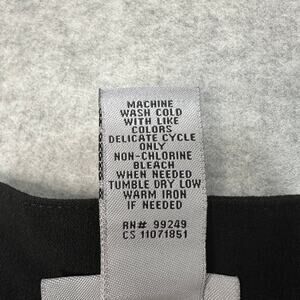 MACHINE
WASH COLD
WITH LIKE
COLORS
DELICATE CYCLE
ONLY
NON-CHLORINE
BLEACH
WHEN NEEDED
TUMBLE DRY LOW
WARM IRON
IF NEEDED
RN# 99249
CS 11071851